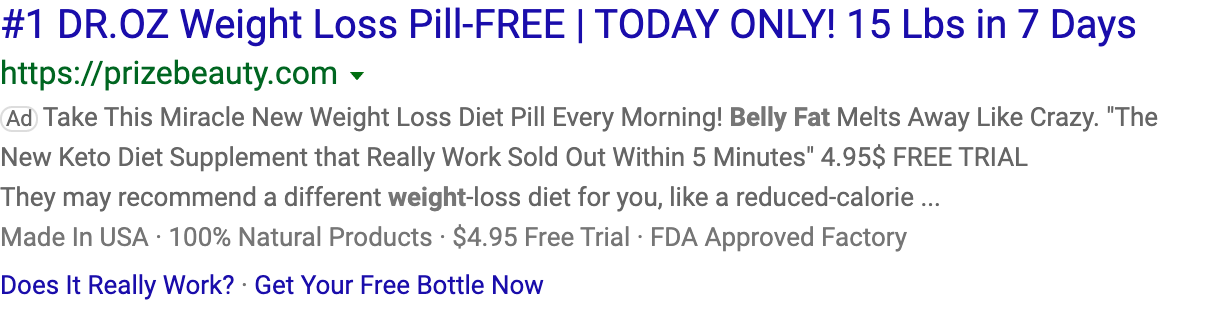 #1 DR.OZ Weight Loss Pill-FREE | TODAY ONLY! 15 Lbs in 7 Days
https://prizebeauty.com
Ad Take This Miracle New Weight Loss Diet Pill Every Morning! Belly Fat Melts Away Like Crazy. "The
New Keto Diet Supplement that Really Work Sold Out Within 5 Minutes" 4.95$ FREE TRIAL
They may recommend a different weight-loss diet for you, like a reduced-calorie ...
Made In USA · 100% Natural Products · $4.95 Free Trial · FDA Approved Factory
Does It Really Work? · Get Your Free Bottle Now